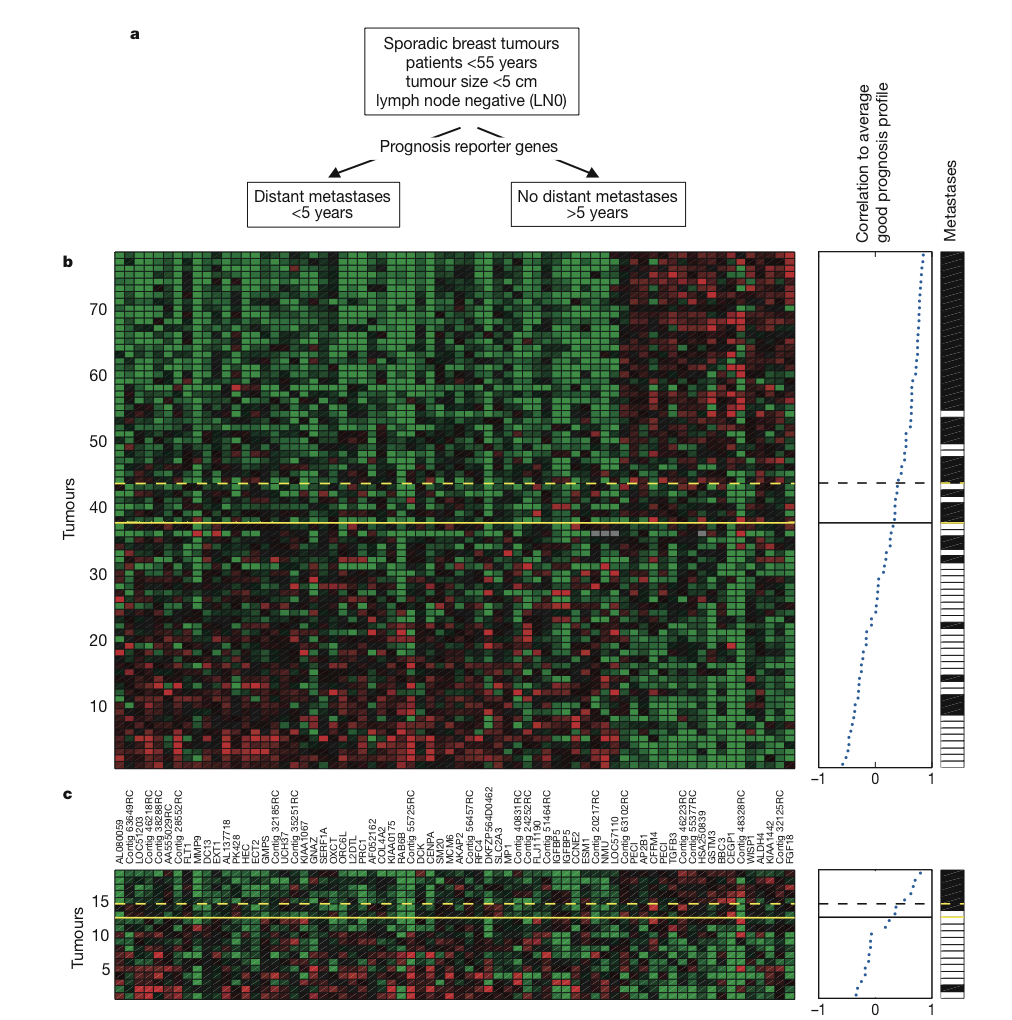 a
Sporadic breast tumours
patients <55 years
tumour size <5 cm
lymph node negative (LN0)
Prognosis reporter genes
Distant metastases
<5 years
No distant metastases
>5 years
Correlation to average
good prognosis profile
Metastases
b
Tumours
70
60
50
40
30
20
10
−1
0
1
c
AL080059
Contig 63649RC
LOC51203
Contig 46218RC
Contig 38288RC
AA555029RC
Contig 28552RC
FLT1
MMP9
DC13
EXT1
AL137718
PK428
HEC
ECT2
GMPS
Contig 32185RC
UCH37
Contig 35251RC
KIAA1067
GNAZ
SERF1A
OXCT
ORC6L
L2DTL
PRC1
AF052162
COL4A2
KIAA0175
RAB6B
Contig 55725RC
DCK
CENPA
SM20
MCM6
AKAP2
Contig 56457RC
RFC4
DKFZP564D0462
SLC2A3
MP1
Contig 40831RC
Contig 24252RC
FLJ11190
Contig 51464RC
IGFBP5
IGFBP5
CCNE2
ESM1
Contig 20217RC
NMU
LOC57110
Contig 63102RC
PECI
AP2B1
CFFM4
PECI
TGFB3
Contig 46223RC
Contig 55377RC
HSA250839
GSTM3
BBC3
CEGP1
Contig 48328RC
WISP1
ALDH4
KIAA1442
Contig 32125RC
FGF18
Tumours
15
10
5
−1
0
1